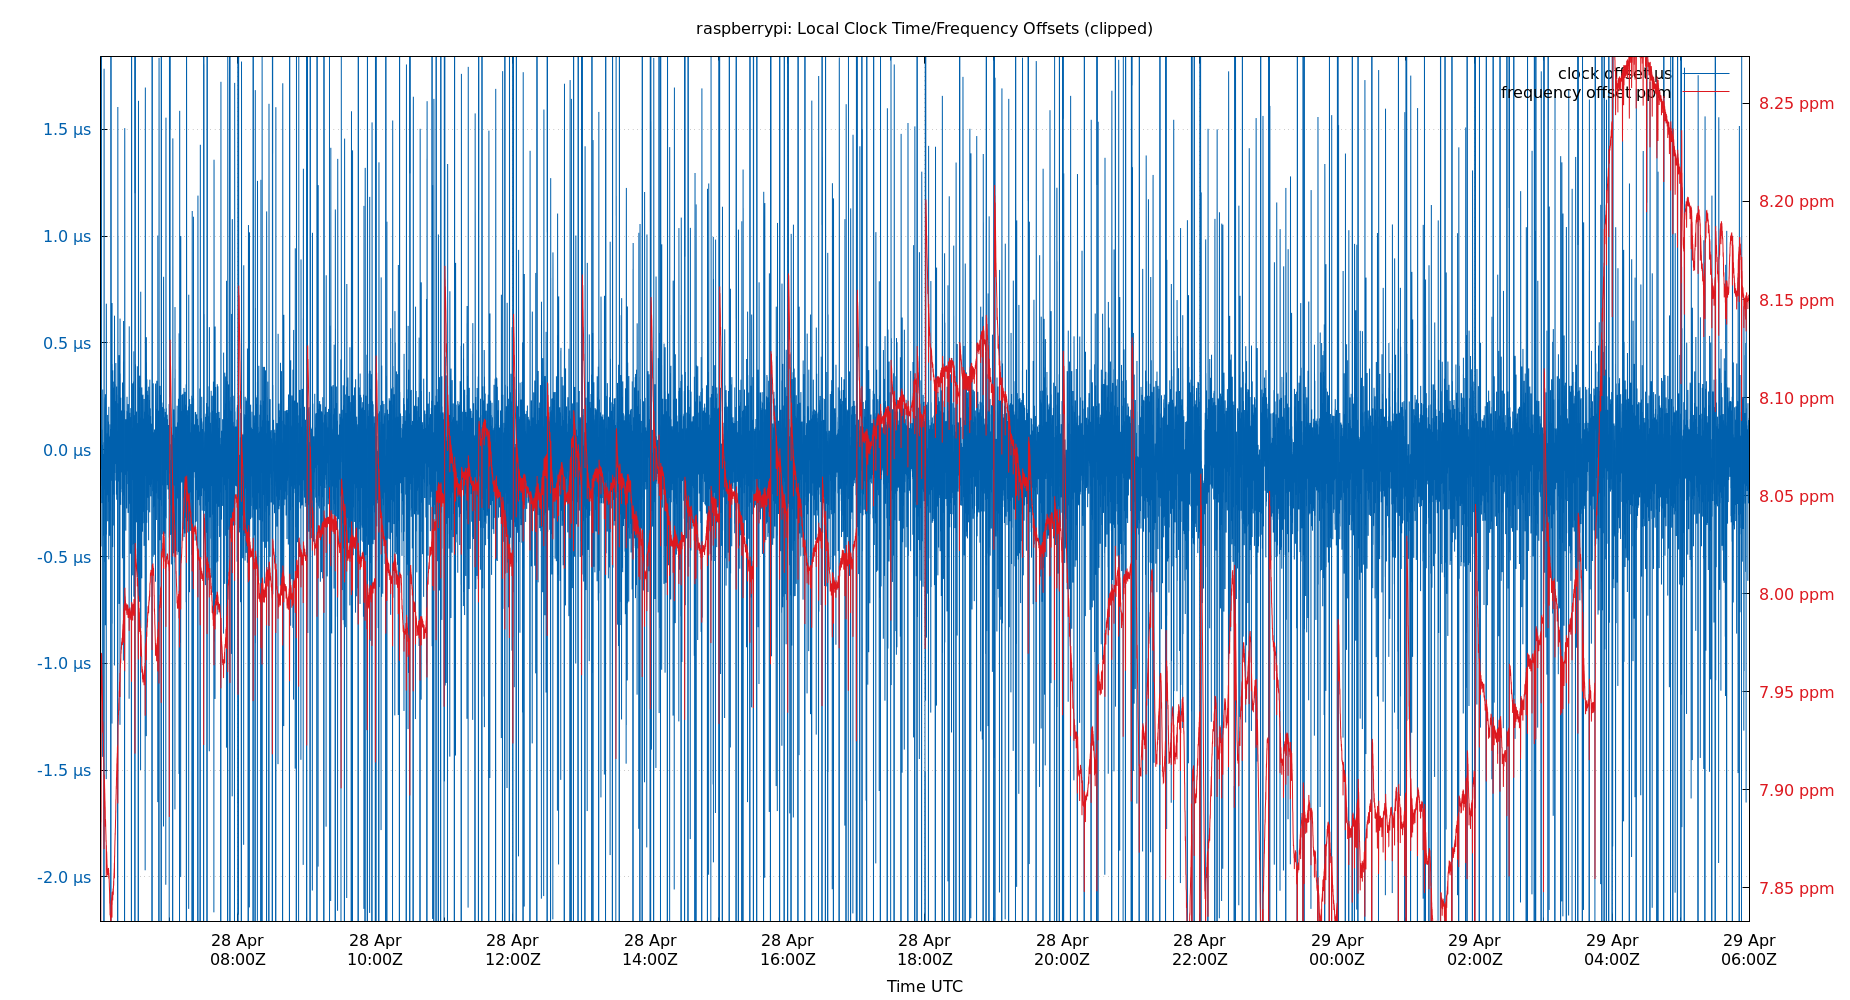 raspberrypi: Local Clock Time/Frequency Offsets (clipped)
clock offset us
frequency offset ppm
1.5 µs
1.0 µs
0.5 µs
0.0 µs
-0.5 µs
-1.0 µs
-1.5 µs
-2.0 µs
8.25 ppm
8.20 ppm
8.15 ppm
8.10 ppm
8.05 ppm
8.00 ppm
7.95 ppm
7.90 ppm
7.85 ppm
28 Apr 28 Apr 28 Apr 28 Apr 28 Apr 28 Apr 28 Apr 28 Apr 29 Apr 29 Apr 29 Apr 29 Apr
08:00Z 10:00Z 12:00Z 14:00Z 16:00Z 18:00Z 20:00Z 22:00Z 00:00Z 02:00Z 04:00Z 06:00Z
Time UTC